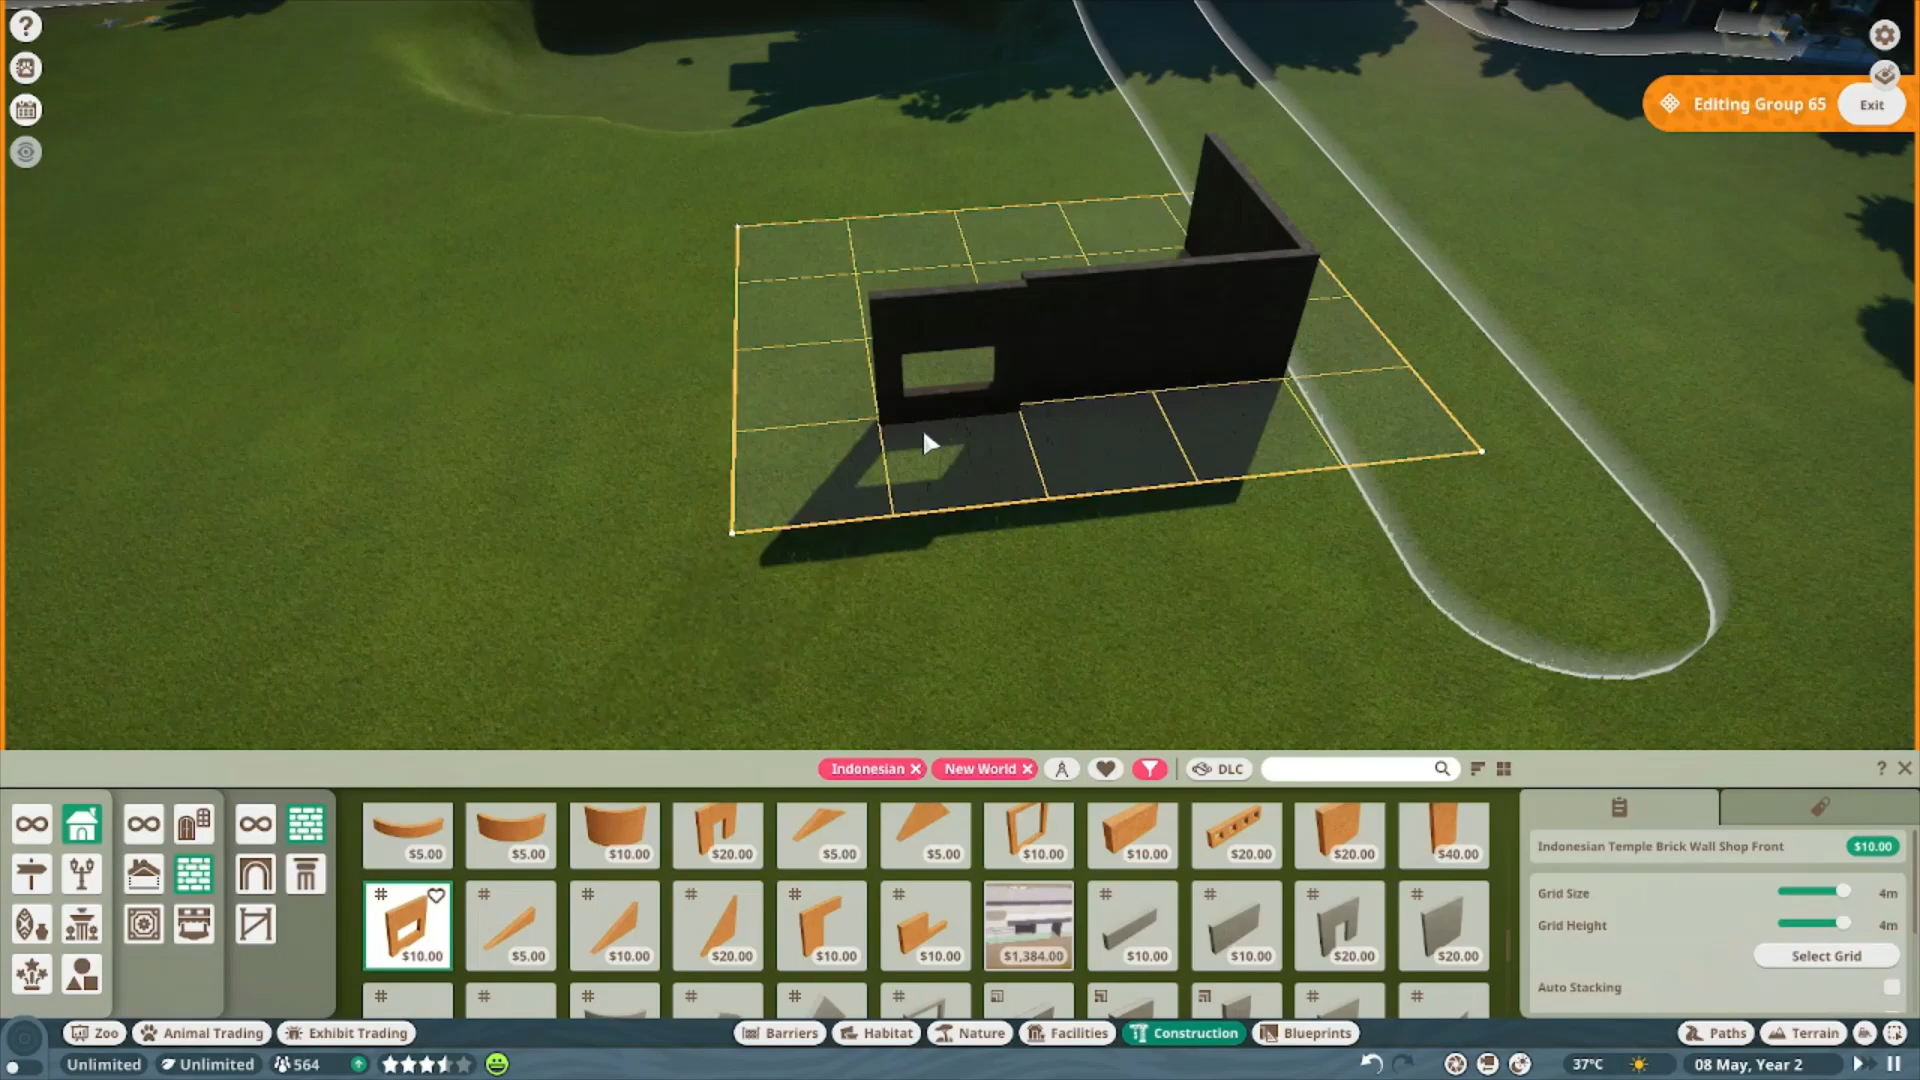 ?
Editing Group 65
Exit
Indonesian ×
New World ×
DLC
?
$5.00
$5.00
$10.00
$20.00
$5.00
$5.00
$10.00
$10.00
$20.00
$20.00
$40.00
$10.00
$5.00
$10.00
$20.00
$10.00
$10.00
$1,384.00
$10.00
$10.00
$20.00
$20.00
Indonesian Temple Brick Wall Shop Front
$10.00
Grid Size
4m
Grid Height
4m
Select Grid
Auto Stacking
Zoo
Animal Trading
Exhibit Trading
Barriers
Habitat
Nature
Facilities
Construction
Blueprints
Paths
Terrain
Unlimited
Unlimited
564
37°C
08 May, Year 2